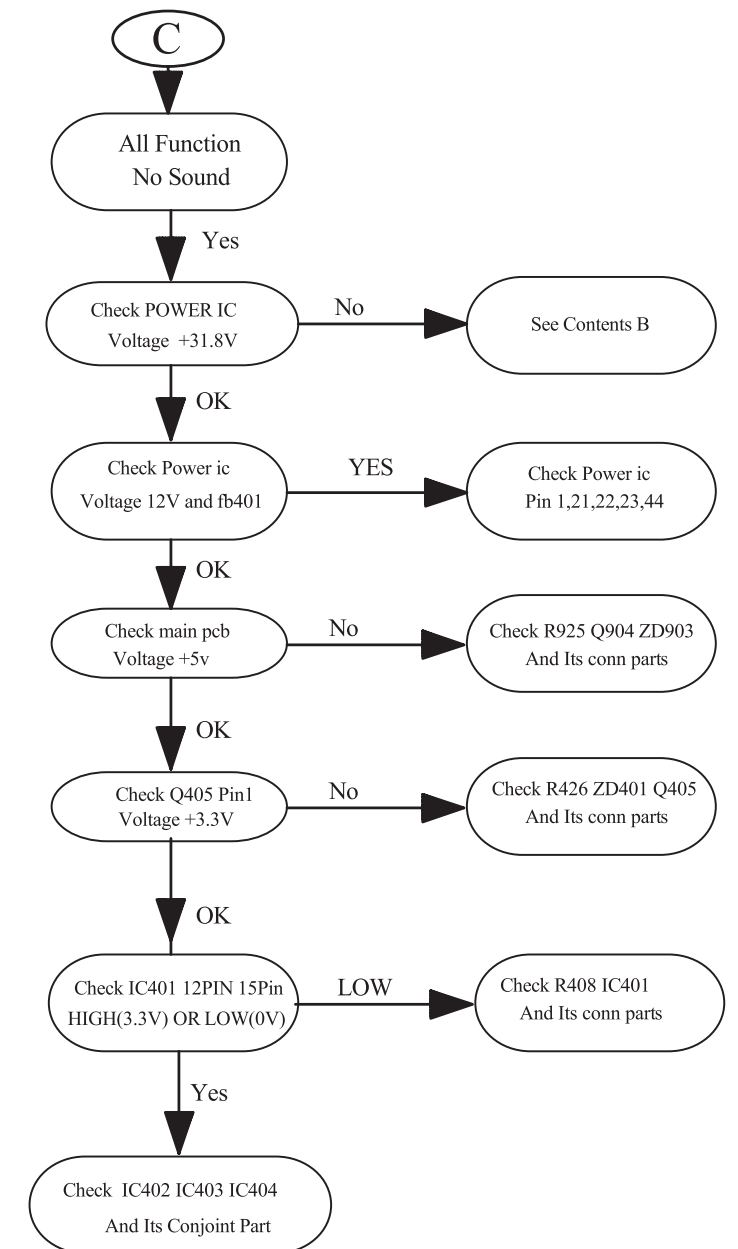 C
All Function
No Sound
Yes
Check POWER IC
Voltage +31.8V
No
See Contents B
OK
Check Power ic
Voltage 12V and fb401
YES
Check Power ic
Pin 1,21,22,23,44
OK
Check main pcb
Voltage +5v
No
Check R925 Q904 ZD903
And Its conn parts
OK
Check Q405 Pin1
Voltage +3.3V
No
Check R426 ZD401 Q405
And Its conn parts
OK
Check IC401 12PIN 15Pin
HIGH(3.3V) OR LOW(0V)
LOW
Check R408 IC401
And Its conn parts
Yes
Check IC402 IC403 IC404
And Its Conjoint Part